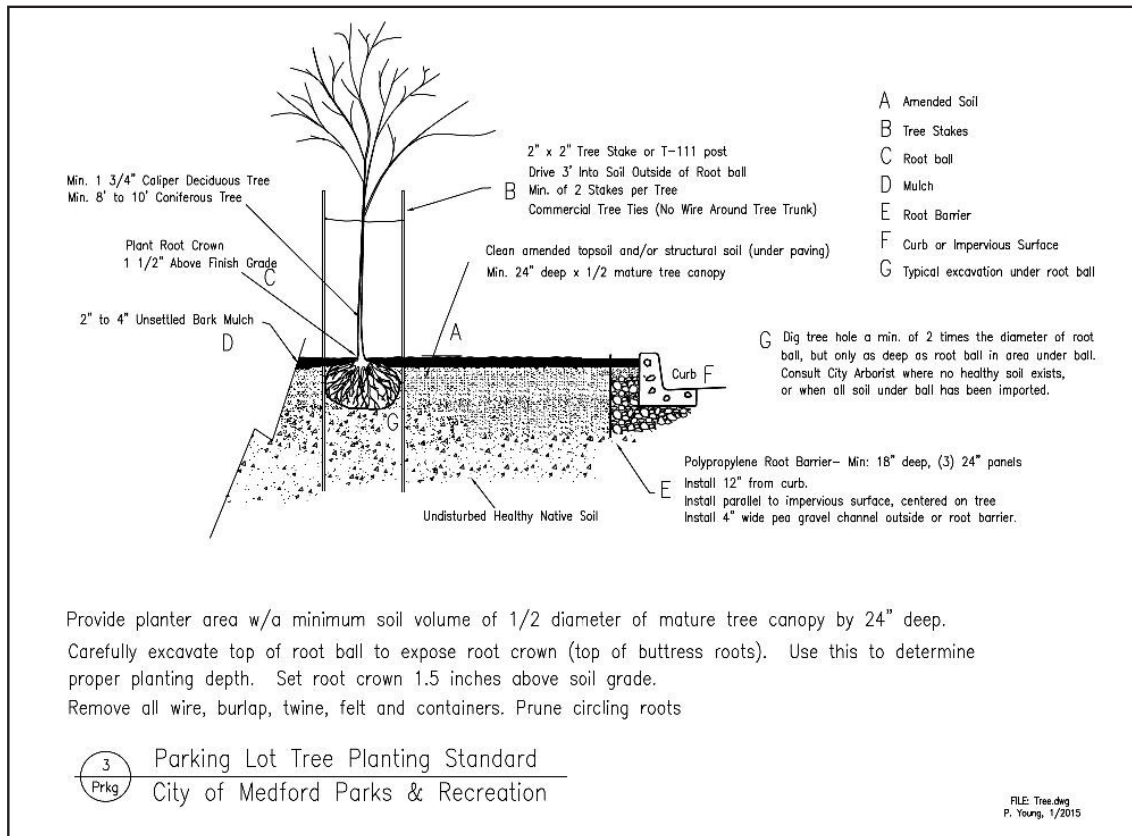 A Amended Soil
B Tree Stakes
C Root ball
D Mulch
E Root Barrier
F Curb or Impervious Surface
G Typical excavation under root ball
2" x 2" Tree Stake or T-111 post
Drive 3' Into Soil Outside of Root ball
B Min. of 2 Stakes per Tree
Commercial Tree Ties (No Wire Around Tree Trunk)
Min. 1 3/4" Caliper Deciduous Tree
Min. 8' to 10' Coniferous Tree
Plant Root Crown
1 1/2" Above Finish Grade
C
Clean amended topsoil and/or structural soil (under paving)
Min. 24" deep x 1/2 mature tree canopy
2" to 4" Unsettled Bark Mulch
D
A
G Dig tree hole a min. of 2 times the diameter of root
ball, but only as deep as root ball in area under ball.
Consult City Arborist where no healthy soil exists,
or when all soil under ball has been imported.
Curb F
G
Polypropylene Root Barrier- Min: 18" deep, (3) 24" panels
Install 12" from curb.
E Install parallel to impervious surface, centered on tree
Install 4" wide pea gravel channel outside or root barrier.
Undisturbed Healthy Native Soil
Provide planter area w/a minimum soil volume of 1/2 diameter of mature tree canopy by 24" deep.
Carefully excavate top of root ball to expose root crown (top of buttress roots). Use this to determine
proper planting depth. Set root crown 1.5 inches above soil grade.
Remove all wire, burlap, twine, felt and containers. Prune circling roots
3
Prkg
Parking Lot Tree Planting Standard
City of Medford Parks & Recreation
FILE: Tree.dwg
P. Young, 1/2015